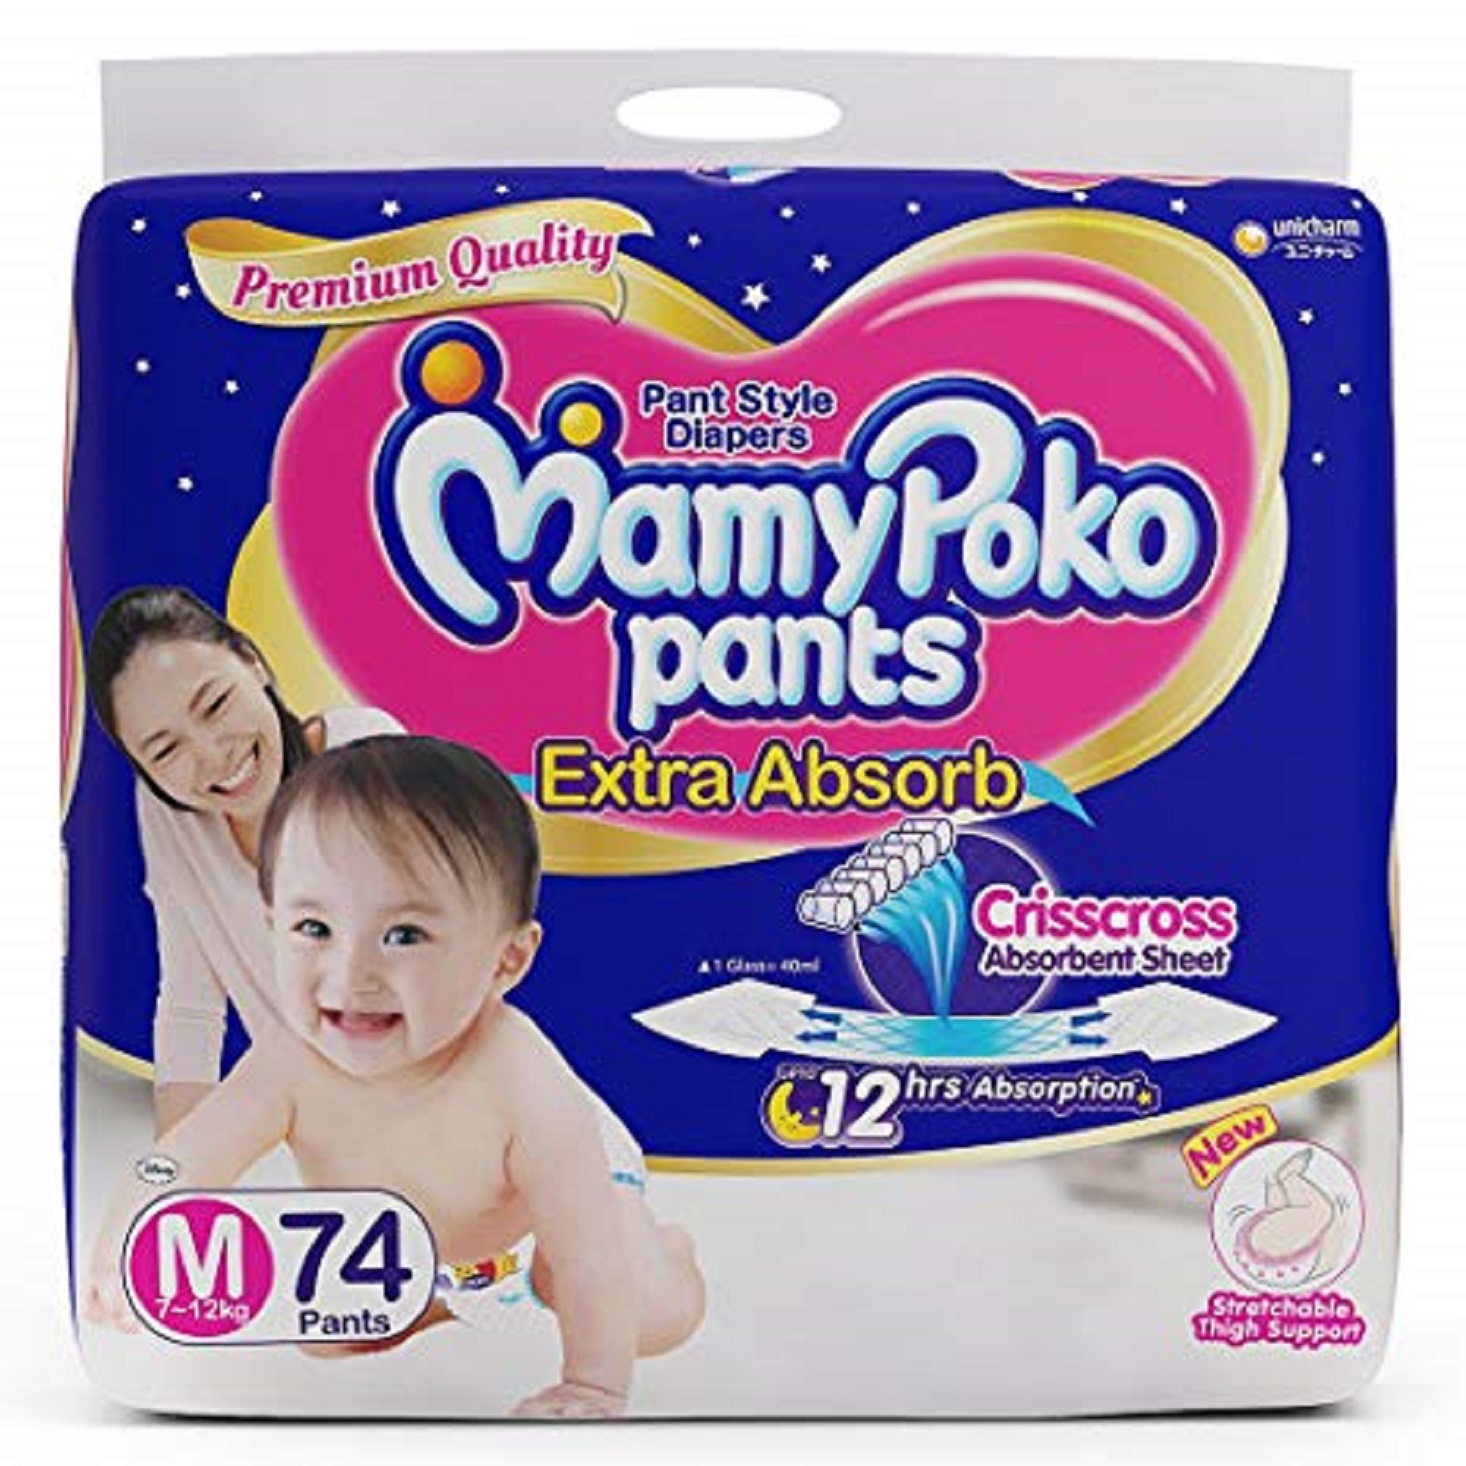 Premium Quality
unicharm
ユニ・チャーム
Pant Style
Diapers
MamyPoko
pants
Extra Absorb
Crisscross
Absorbent Sheet
▲1 Glass= 40ml
12 hrs Absorption
New
Disney
M 74
7~12kg
Pants
Stretchable
Thigh Support